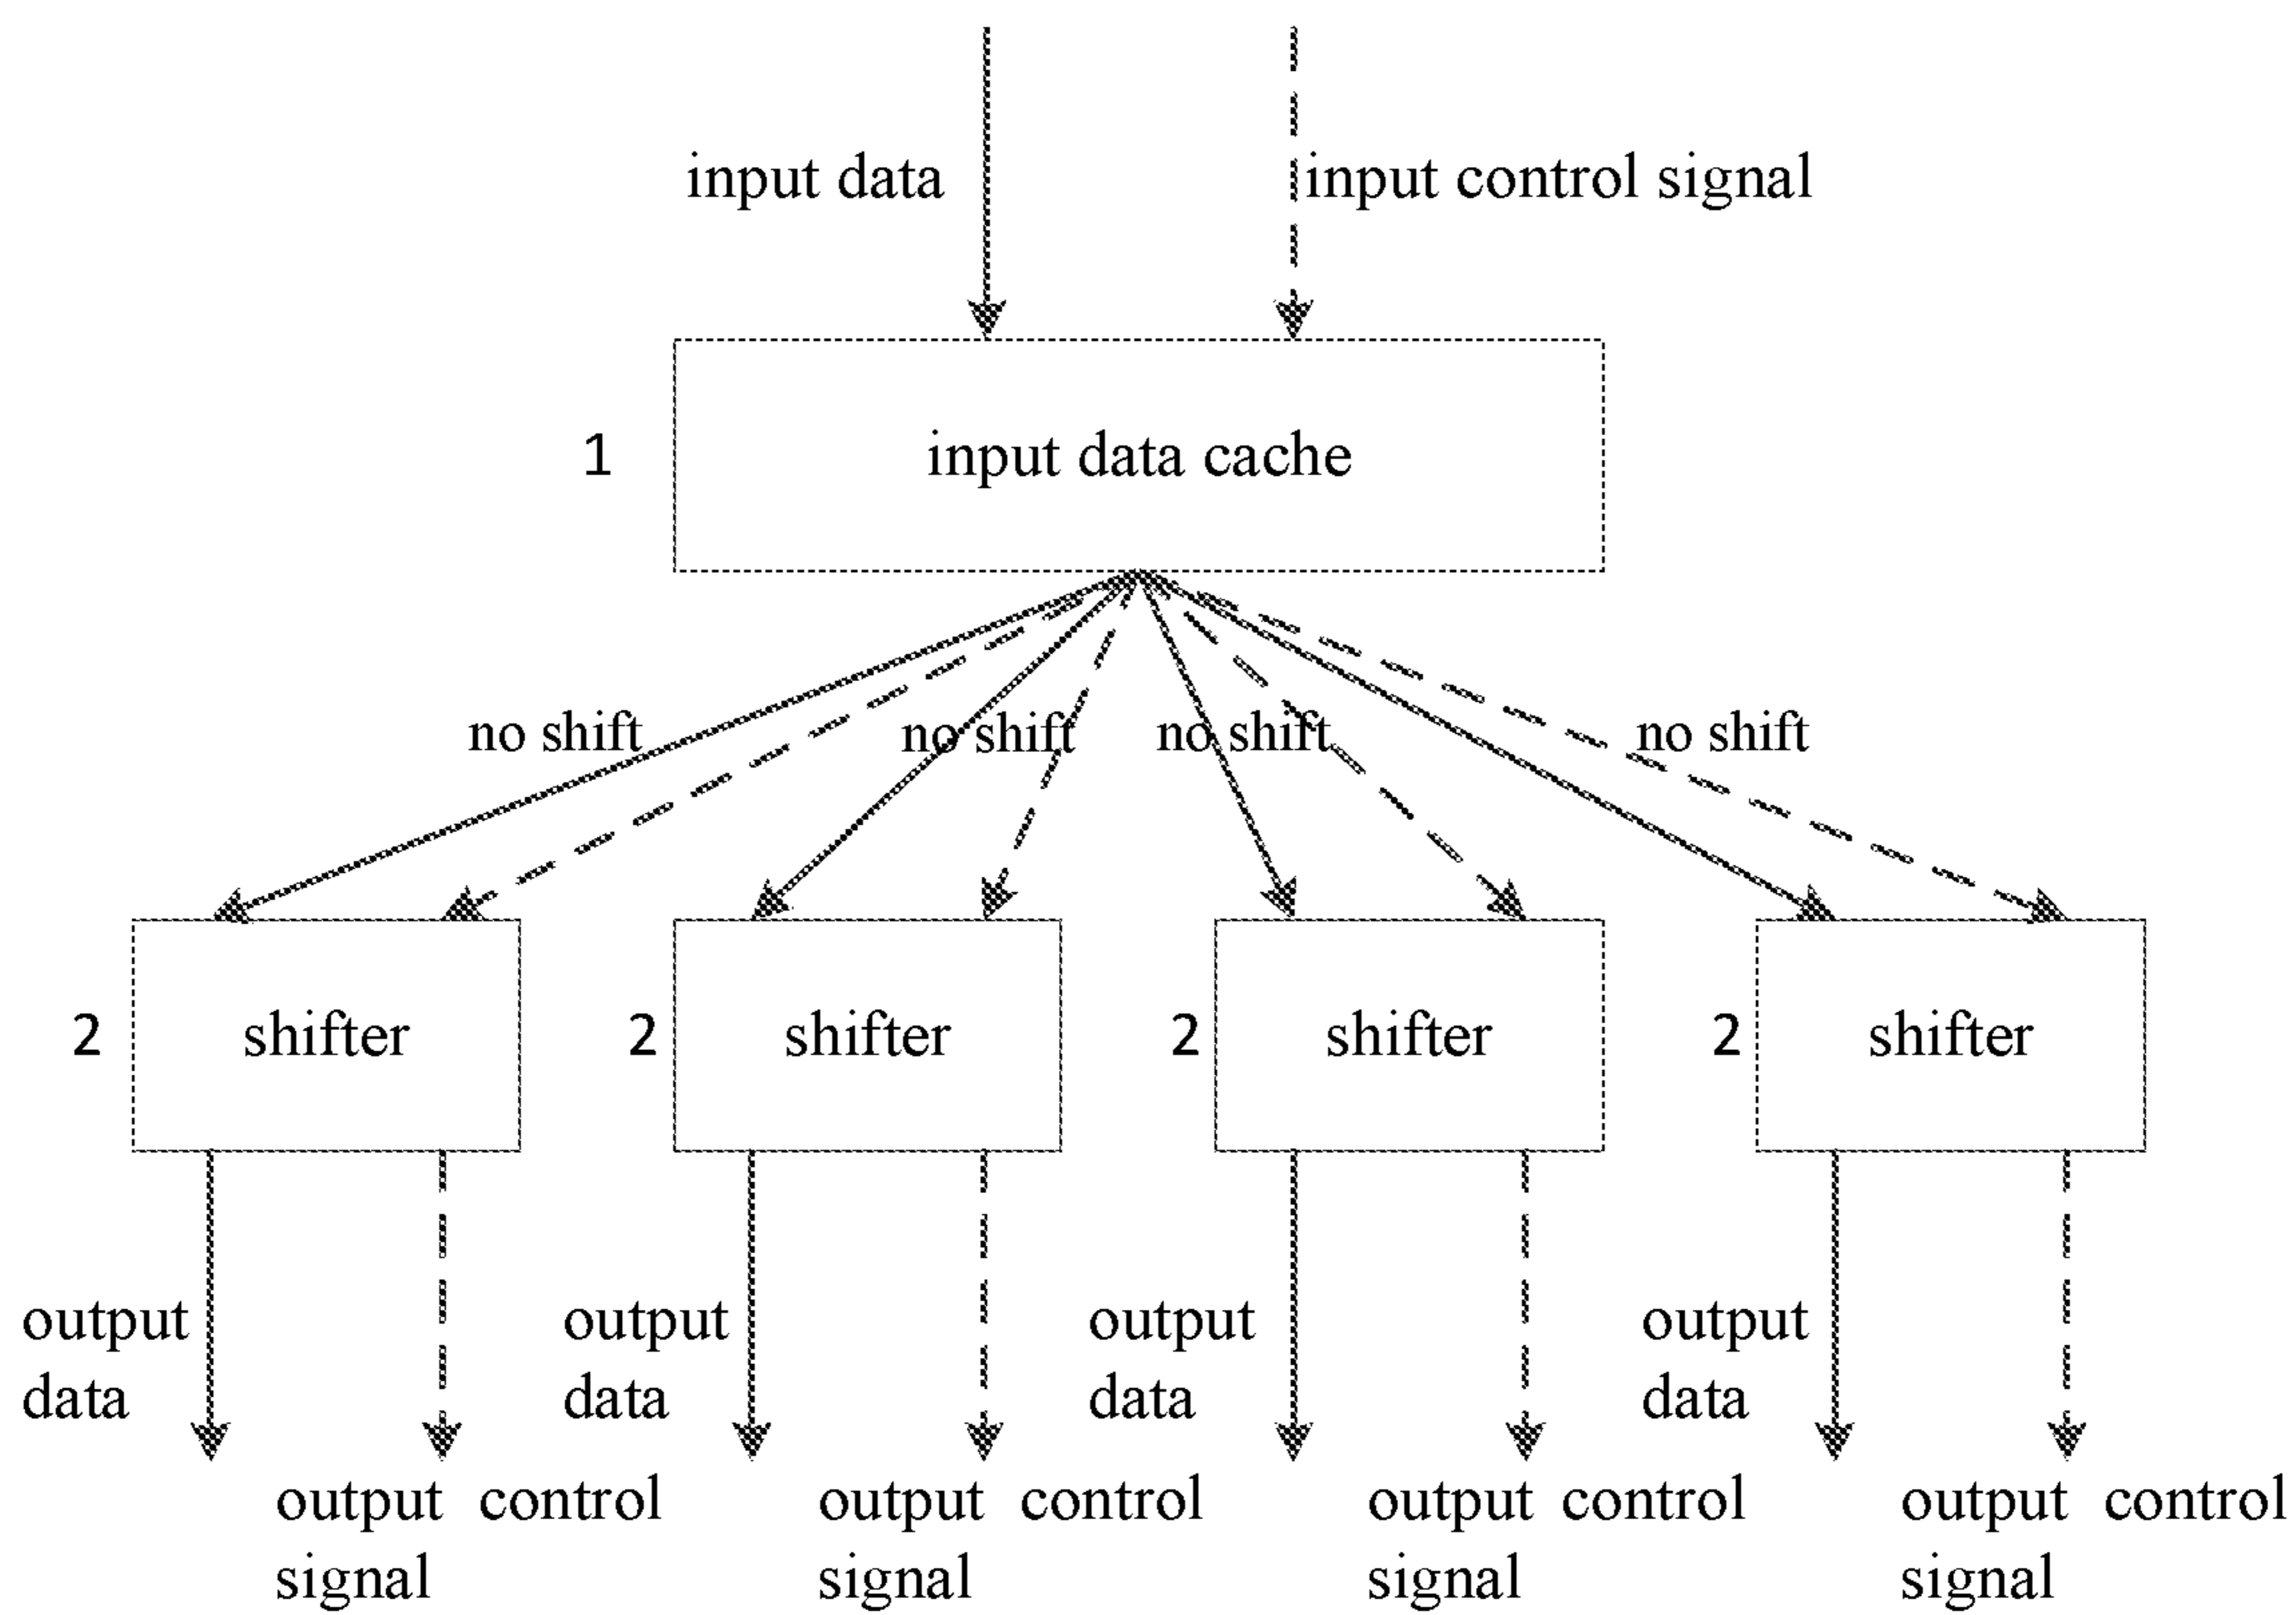 input data
input control signal
1
input data cache
no shift
no shift
no shift
no shift
2
shifter
2
shifter
2
shifter
2
shifter
output
data
output
data
output
data
output
data
output control
signal
output control
signal
output control
signal
output control
signal